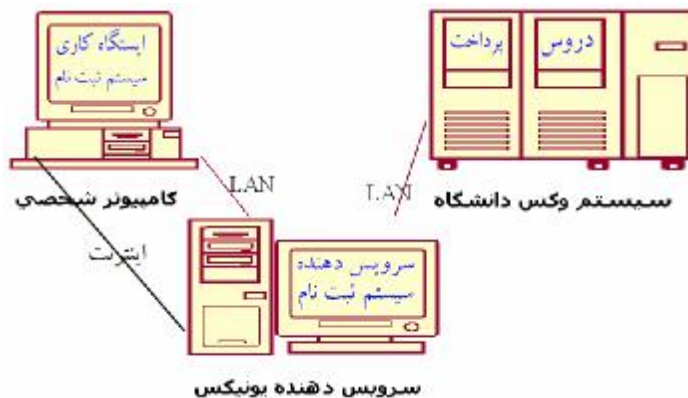 ایستگاه کاری
سیستم ثبت نام
پرداخت
دروس
LAN
LAN
کامپیوتر شخصی
سیستم وکس دانشگاه
اینترنت
سرویس دهنده
سیستم ثبت نام
سرویس دهنده یونیکس